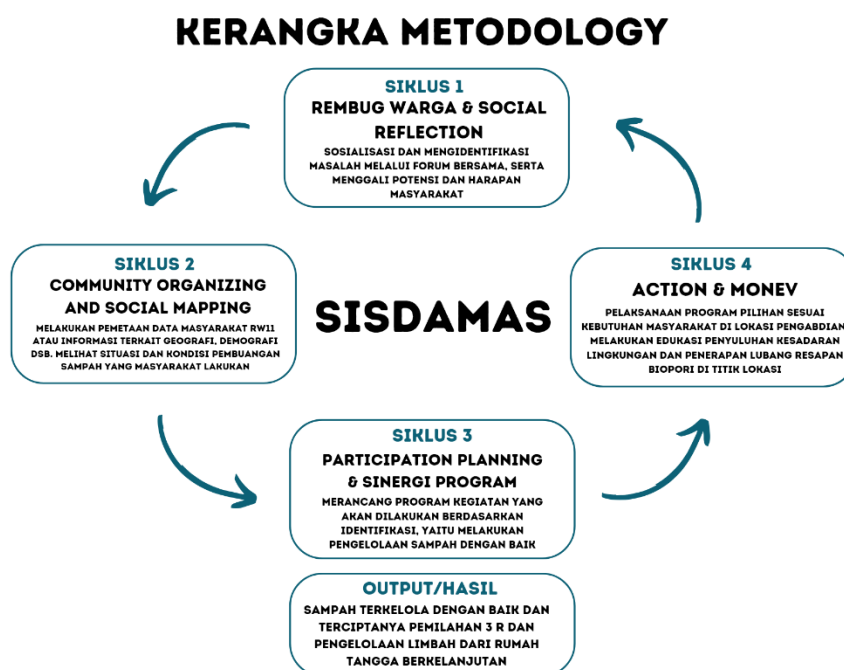 KERANGKA METODOLOGY
SIKLUS 1
REMBUG WARGA & SOCIAL
REFLECTION
SOSIALISASI DAN MENGIDENTIFIKASI
MASALAH MELALUI FORUM BERSAMA, SERTA
MENGGALI POTENSI DAN HARAPAN
MASYARAKAT
SIKLUS 2
COMMUNITY ORGANIZING
AND SOCIAL MAPPING
MELAKUKAN PEMETAAN DATA MASYARAKAT RW11
ATAU INFORMASI TERKAIT GEOGRAFI, DEMOGRAFI
DSB. MELIHAT SITUASI DAN KONDISI PEMBUANGAN
SAMPAH YANG MASYARAKAT LAKUKAN
SISDAMAS
SIKLUS 4
ACTION & MONEV
PELAKSANAAN PROGRAM PILIHAN SESUAI
KEBUTUHAN MASYARAKAT DI LOKASI PENGABDIAN
MELAKUKAN EDUKASI PENYULUHAN KESADARAN
LINGKUNGAN DAN PENERAPAN LUBANG RESAPAN
BIOPORI DI TITIK LOKASI
SIKLUS 3
PARTICIPATION PLANNING
& SINERGI PROGRAM
MERANCANG PROGRAM KEGIATAN YANG
AKAN DILAKUKAN BERDASARKAN
IDENTIFIKASI, YAITU MELAKUKAN
PENGELOLAAN SAMPAH DENGAN BAIK
OUTPUT/HASIL
SAMPAH TERKELOLA DENGAN BAIK DAN
TERCIPTANYA PEMILAHAN 3 R DAN
PENGELOLAAN LIMBAH DARI RUMAH
TANGGA BERKELANJUTAN